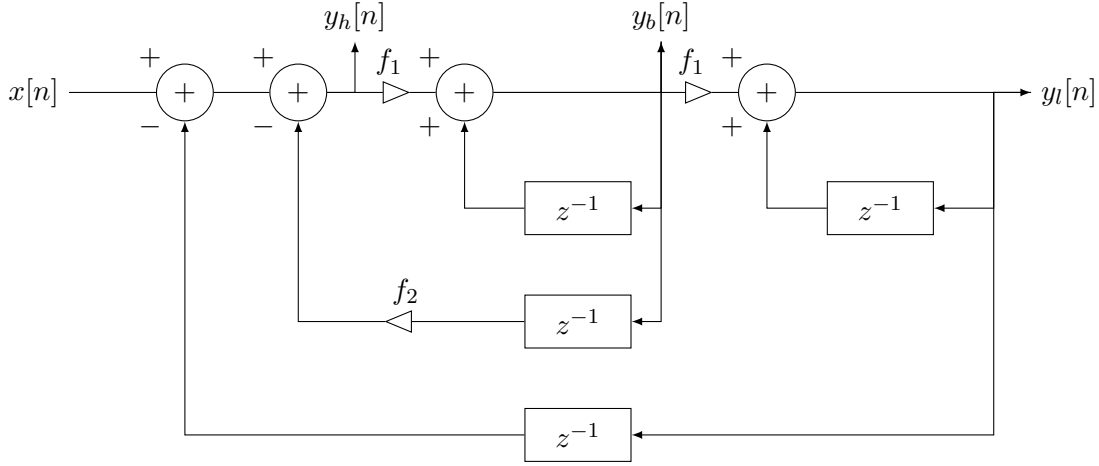 y_h[n]
y_b[n]
f_1
f_1
+
+
+
+
x[n]
+
+
+
+
y_l[n]
−
−
+
+
z^{-1}
z^{-1}
f_2
z^{-1}
z^{-1}